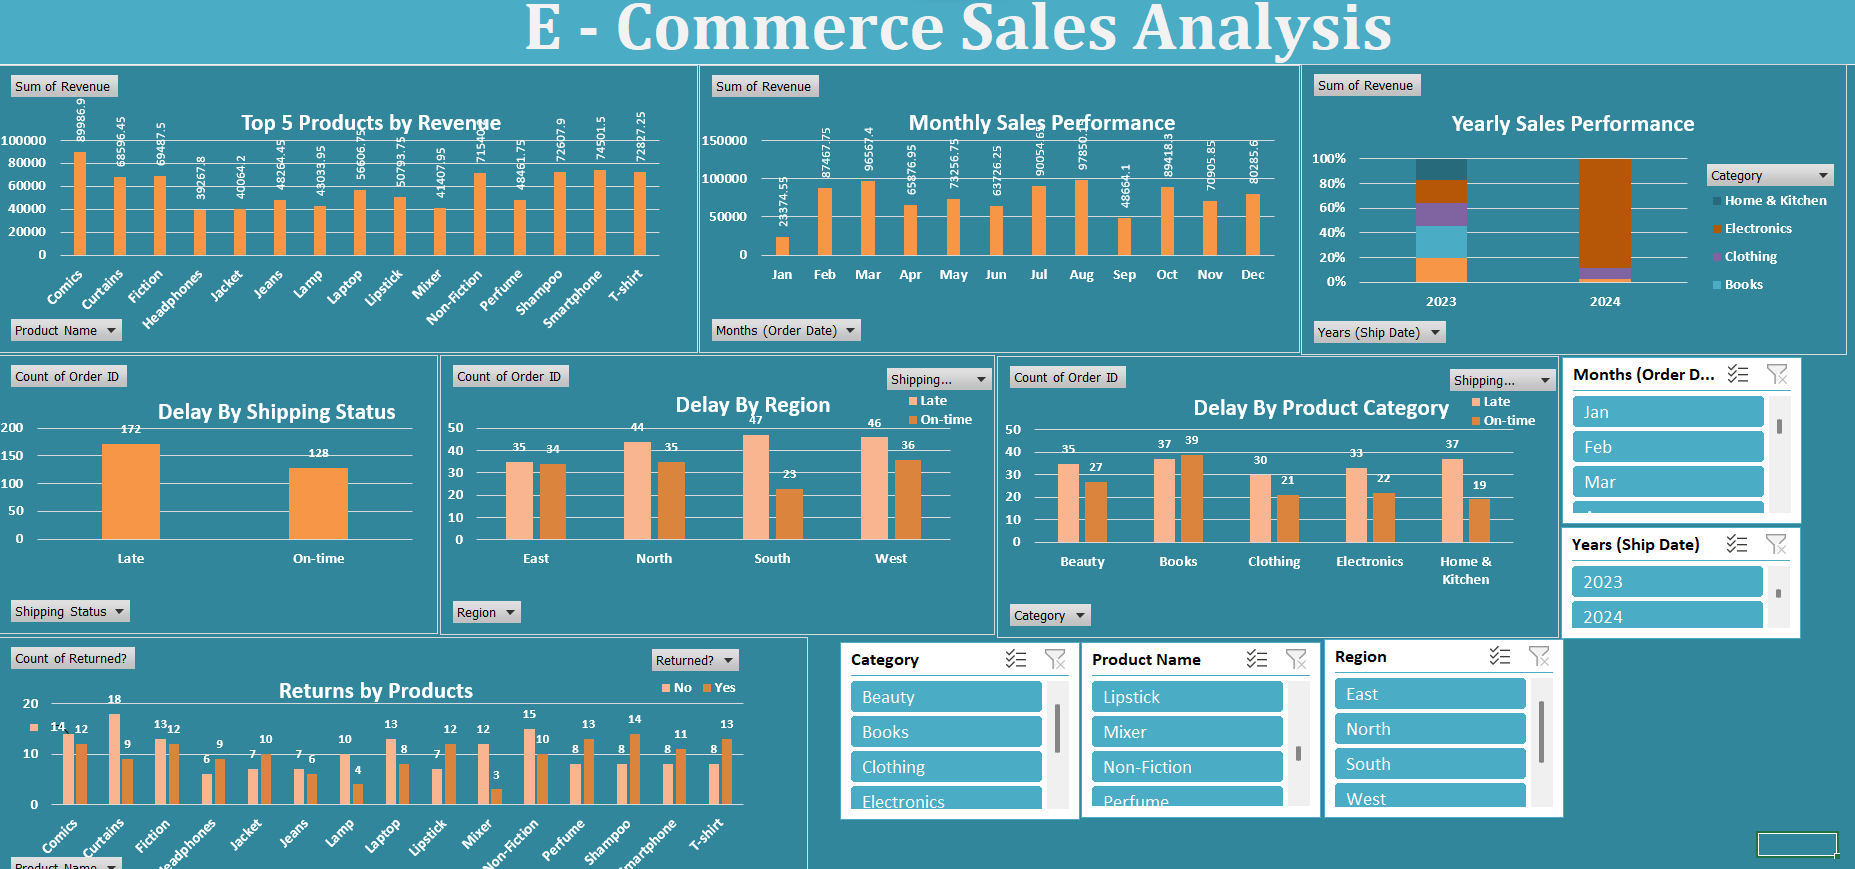 E - Commerce Sales Analysis
Sum of Revenue
Top 5 Products by Revenue
100000
80000
60000
40000
20000
0
89986.9
68596.45
69487.5
39267.8
40064.2
48264.45
43033.95
56606.75
50793.75
41407.95
48461.75
72607.9
74501.5
72827.25
Comics
Curtains
Fiction
Headphones
Jacket
Jeans
Lamp
Laptop
Lipstick
Mixer
Non-Fiction
Perfume
Shampoo
Smartphone
T-shirt
Product Name
Sum of Revenue
Monthly Sales Performance
150000
100000
50000
0
23374.55
87467.75
96567.4
65876.95
73256.75
63726.25
48664.1
89418.3
70905.85
80285.6
Jan
Feb
Mar
Apr
May
Jun
Jul
Aug
Sep
Oct
Nov
Dec
Months (Order Date)
Sum of Revenue
Yearly Sales Performance
100%
80%
60%
40%
20%
0%
2023
2024
Category
Home & Kitchen
Electronics
Clothing
Books
Years (Ship Date)
Count of Order ID
Delay By Shipping Status
200
150
100
50
0
172
128
Late
On-time
Shipping Status
Count of Order ID
Shipping...
Delay By Region
Late
On-time
50
40
30
20
10
0
35 34
44 35
47 23
46 36
East
North
South
West
Region
Count of Order ID
Shipping...
Delay By Product Category
Late
On-time
50
40
30
20
10
0
35 27
37 39
30 21
33 22
37 19
Beauty
Books
Clothing
Electronics
Home &
Kitchen
Category
Months (Order D...
Jan
Feb
Mar
Years (Ship Date)
2023
2024
Count of Returned?
Returned?
Returns by Products
No
Yes
20
10
0
14 12
18 9
13 12
6 9
7 10
7 6
10 4
13 8
7 12
12 3
15 10
8 13
8 14
8 11
8 13
Comics
Curtains
Fiction
eadphones
Jacket
Jeans
Lamp
Laptop
Lipstick
Mixer
Non-Fiction
Perfume
Shampoo
martphone
T-shirt
Product Name
Category
Beauty
Books
Clothing
Electronics
Product Name
Lipstick
Mixer
Non-Fiction
Perfume
Region
East
North
South
West